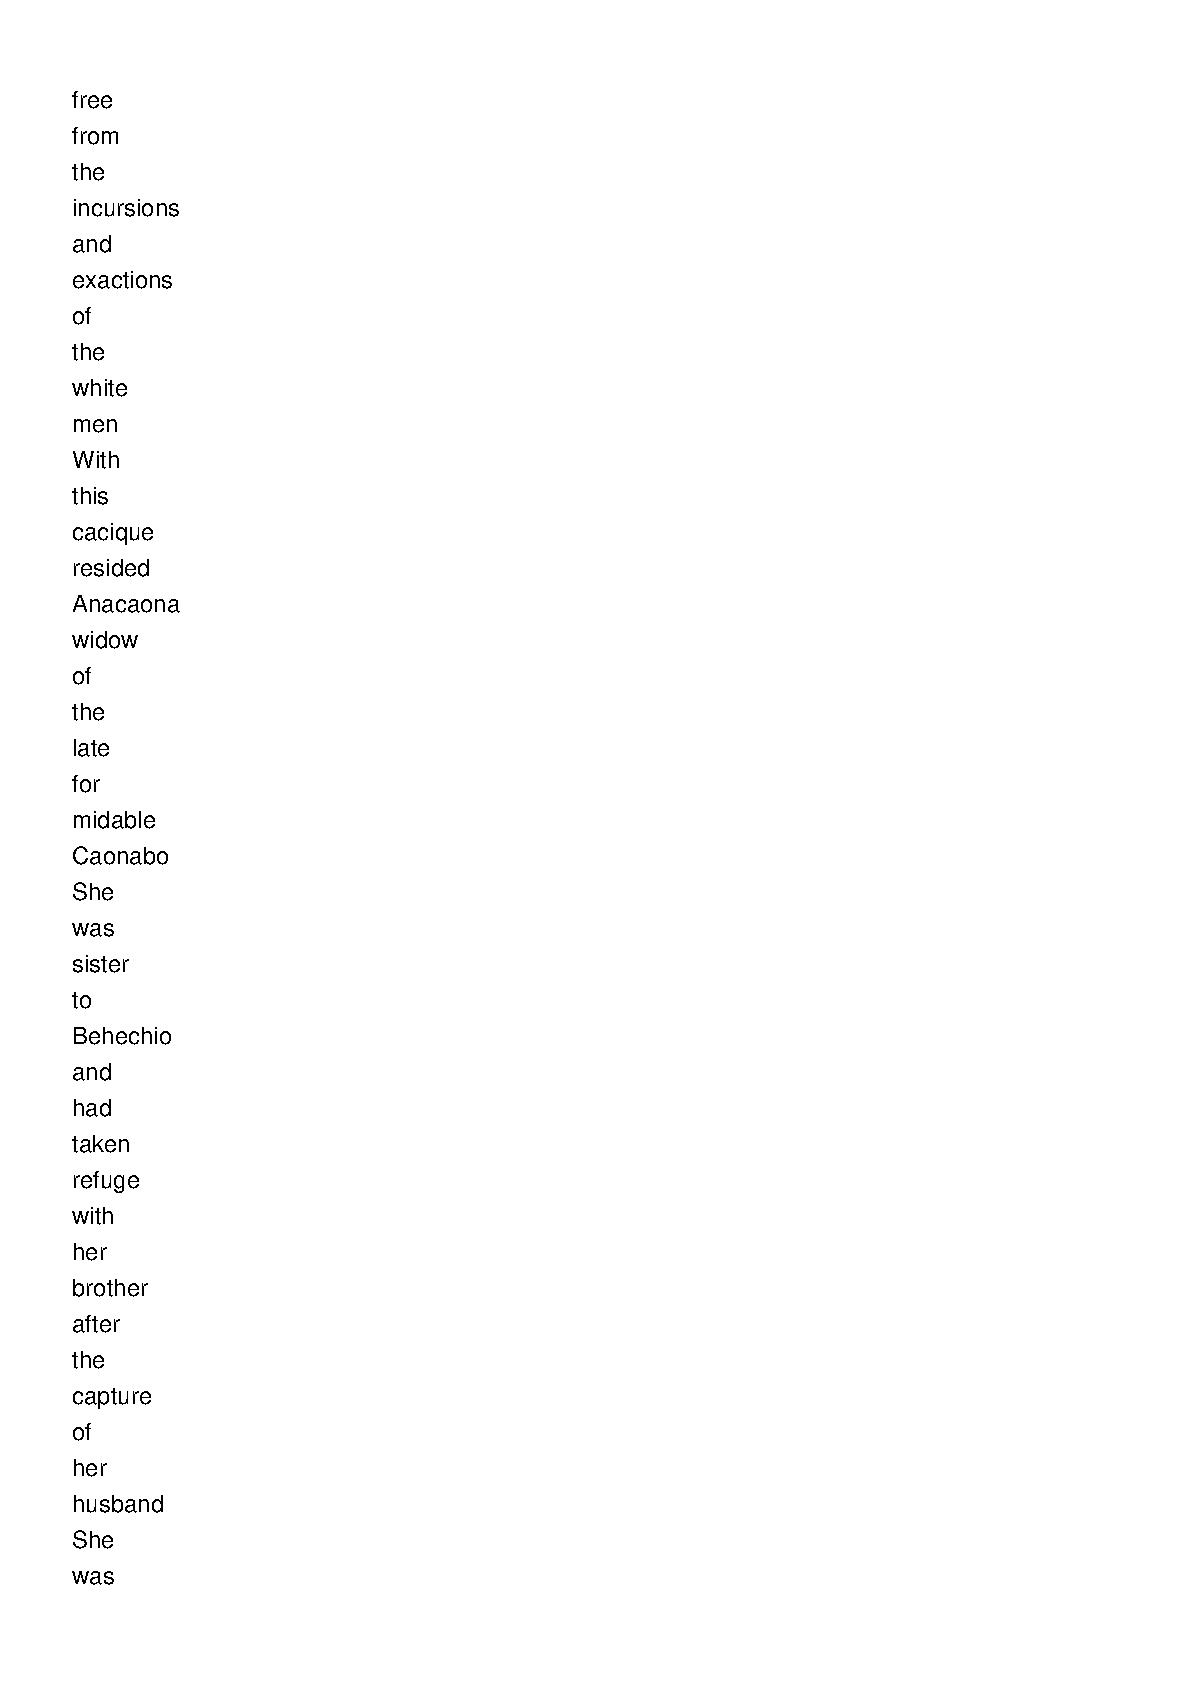 free
from
the
incursions
and
exactions
of
the
white
men
With
this
cacique
resided
Anacaona
widow
of
the
late
for
midable
Caonabo
She
was
sister
to
Behechio
and
had
taken
refuge
with
her
brother
after
the
capture
of
her
husband
She
was